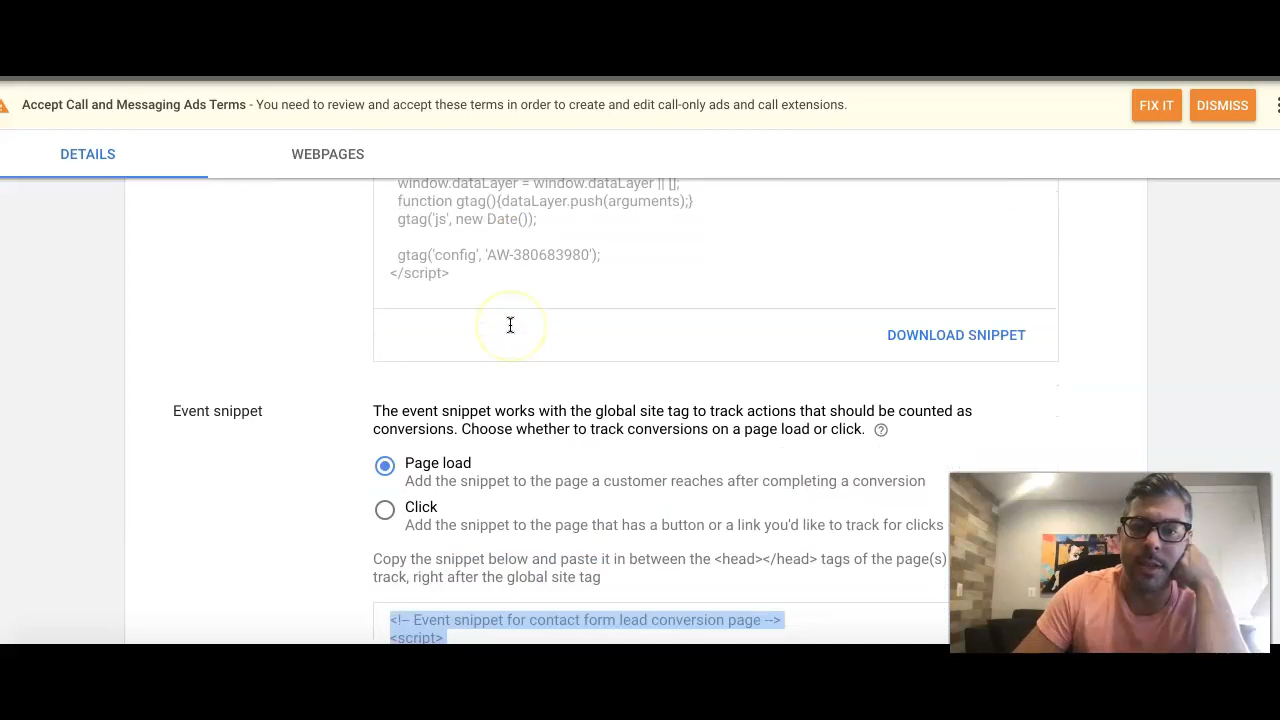 Accept Call and Messaging Ads Terms - You need to review and accept these terms in order to create and edit call-only ads and call extensions.
FIX IT
DISMISS
DETAILS
WEBPAGES
window.dataLayer = window.dataLayer || [];
function gtag(){dataLayer.push(arguments);}
gtag('js', new Date());
gtag('config', 'AW-380683980');
</script>
DOWNLOAD SNIPPET
Event snippet
The event snippet works with the global site tag to track actions that should be counted as
conversions. Choose whether to track conversions on a page load or click.
Page load
Add the snippet to the page a customer reaches after completing a conversion
Click
Add the snippet to the page that has a button or a link you'd like to track for clicks
Copy the snippet below and paste it in between the <head></head> tags of the page(s)
track, right after the global site tag
<!-- Event snippet for contact form lead conversion page -->
<script>